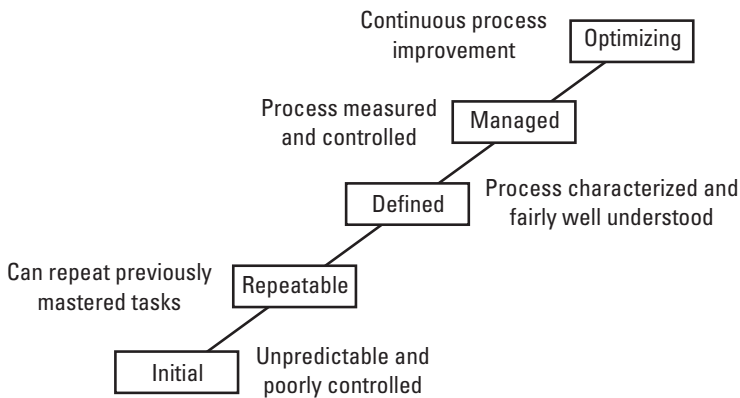 Continuous process
improvement
Optimizing
Process measured
and controlled
Managed
Defined
Process characterized and
fairly well understood
Can repeat previously
mastered tasks
Repeatable
Initial
Unpredictable and
poorly controlled